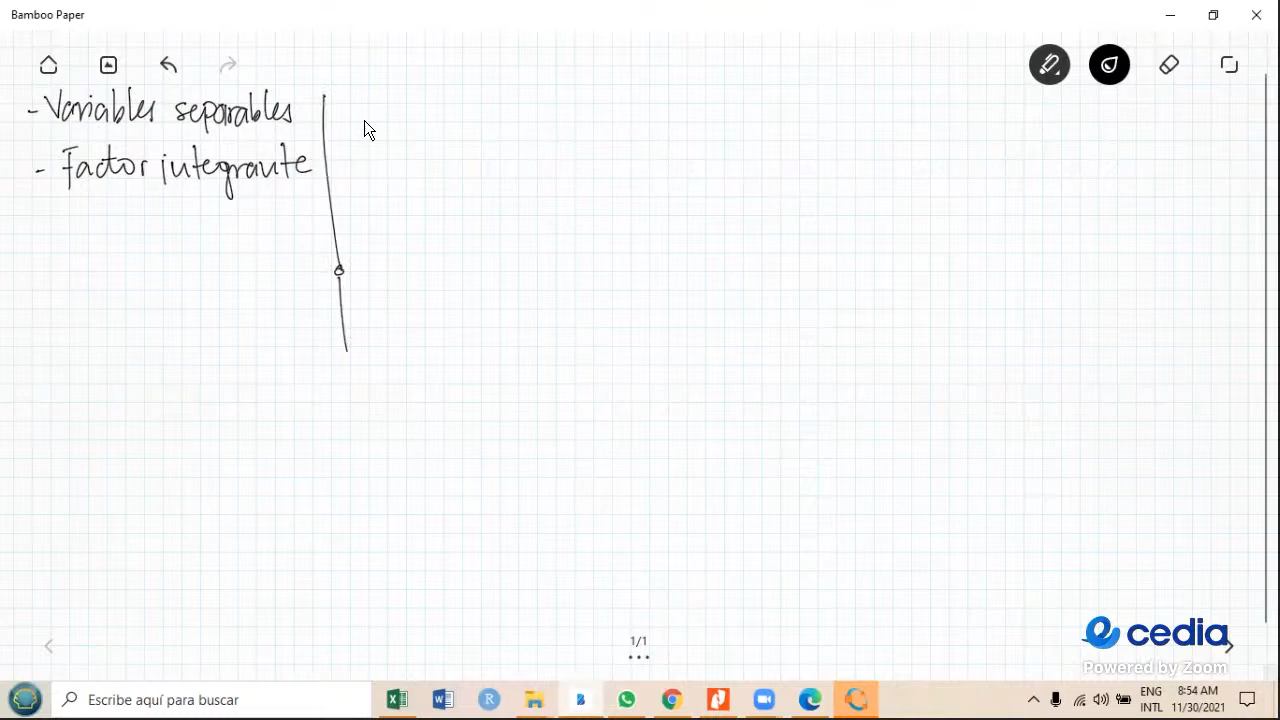 Bamboo Paper
- Variables separables
- Factor integrante
1/1
cedia
Powered by Zoom
Escribe aquí para buscar
ENG
INTL
8:54 AM
11/30/2021